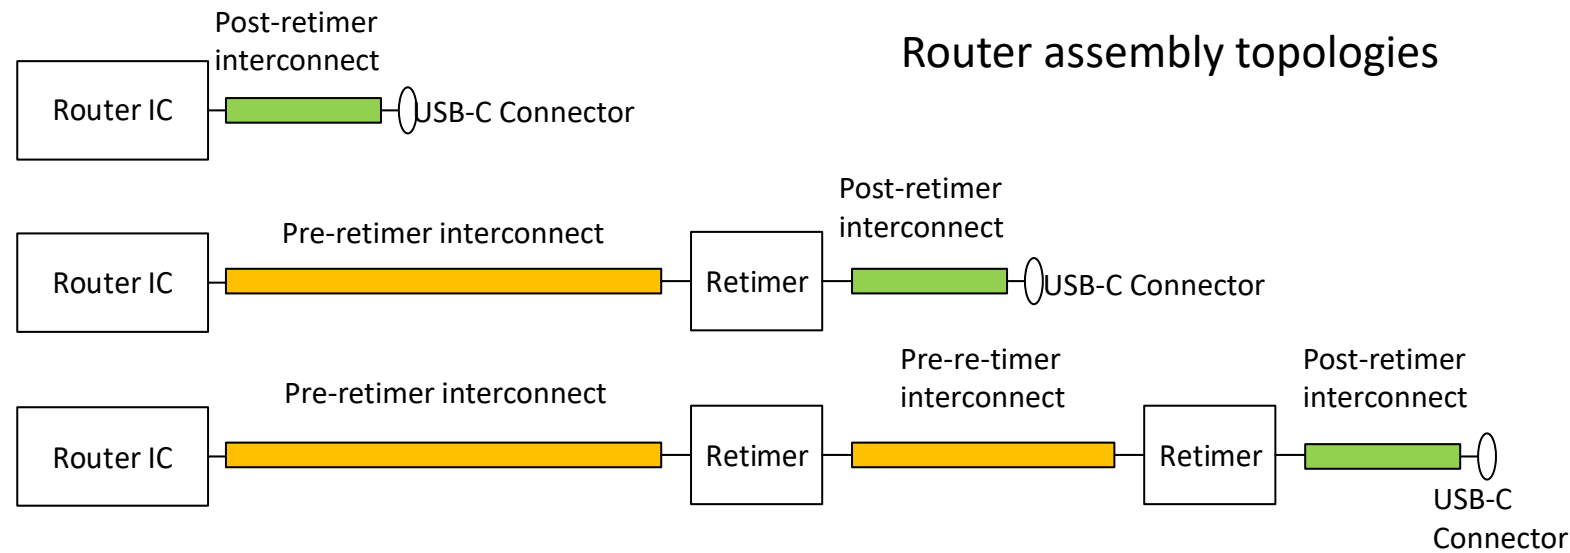 Router assembly topologies
Post-retimer
interconnect
Router IC
USB-C Connector
Post-retimer
interconnect
Pre-retimer interconnect
Router IC
Retimer
USB-C Connector
Pre-retimer interconnect
Pre-re-timer
interconnect
Post-retimer
interconnect
Router IC
Retimer
Retimer
USB-C
Connector